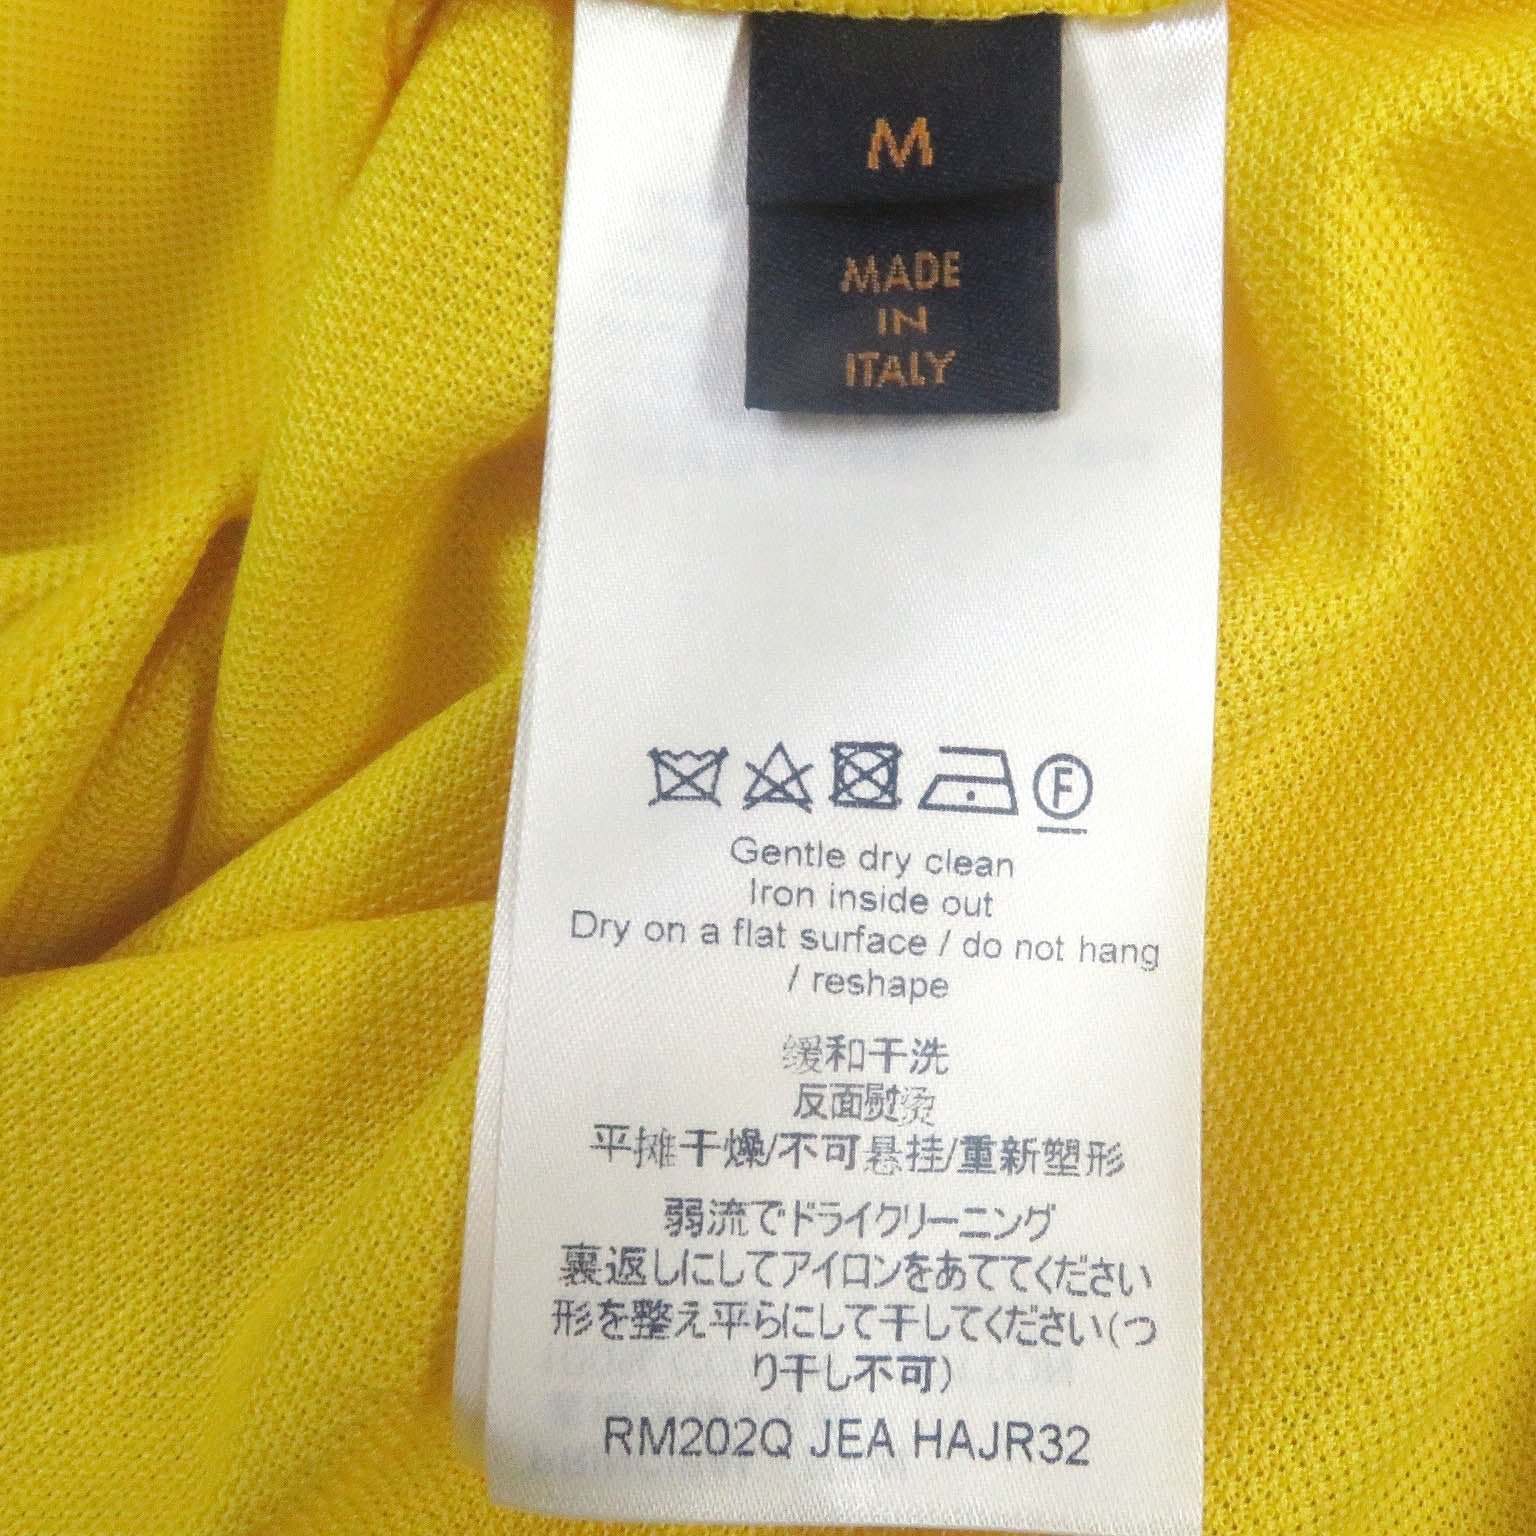 M
MADE
IN
ITALY
F
Gentle dry clean
Iron inside out
Dry on a flat surface / do not hang
/ reshape
缓和干洗
反面熨烫
平摊干燥/不可悬挂/重新塑形
弱流でドライクリーニング
裏返しにしてアイロンをあててください
形を整え平らにして干してください(つ
り干し不可)
RM202Q JEA HAJR32